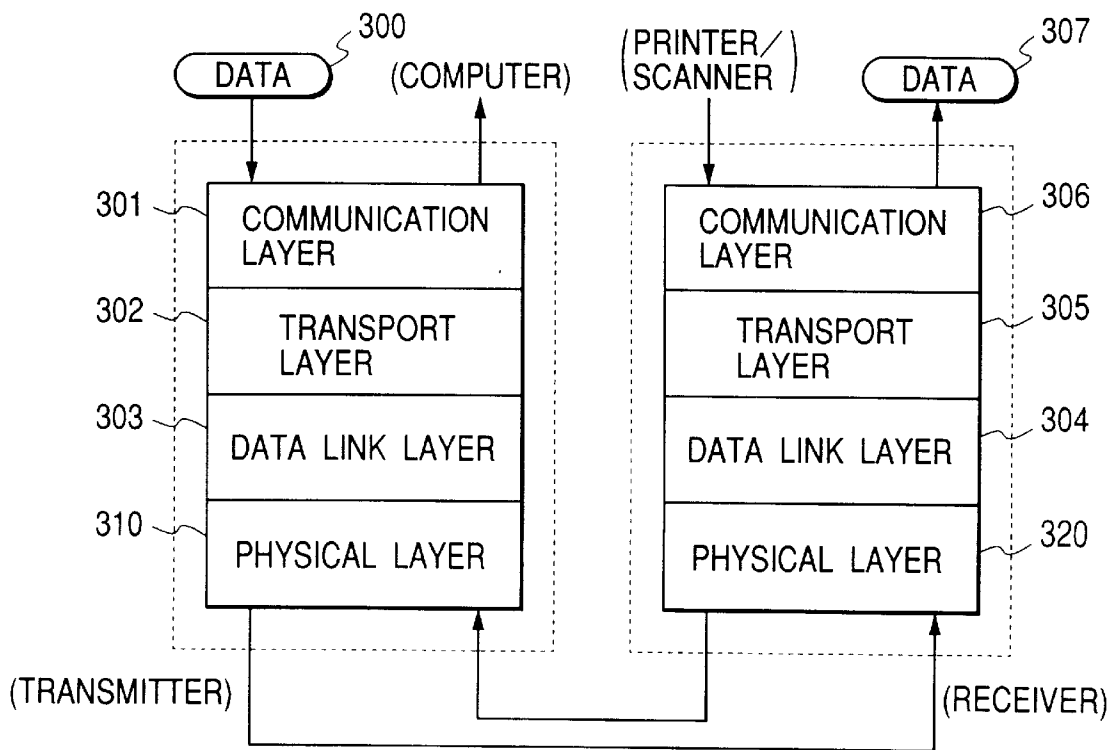 300
307
DATA
(COMPUTER)
(PRINTER/
SCANNER)
DATA
301
COMMUNICATION
LAYER
302
TRANSPORT
LAYER
303
DATA LINK LAYER
310
PHYSICAL LAYER
COMMUNICATION
LAYER
306
TRANSPORT
LAYER
305
DATA LINK LAYER
304
PHYSICAL LAYER
320
(TRANSMITTER)
(RECEIVER)